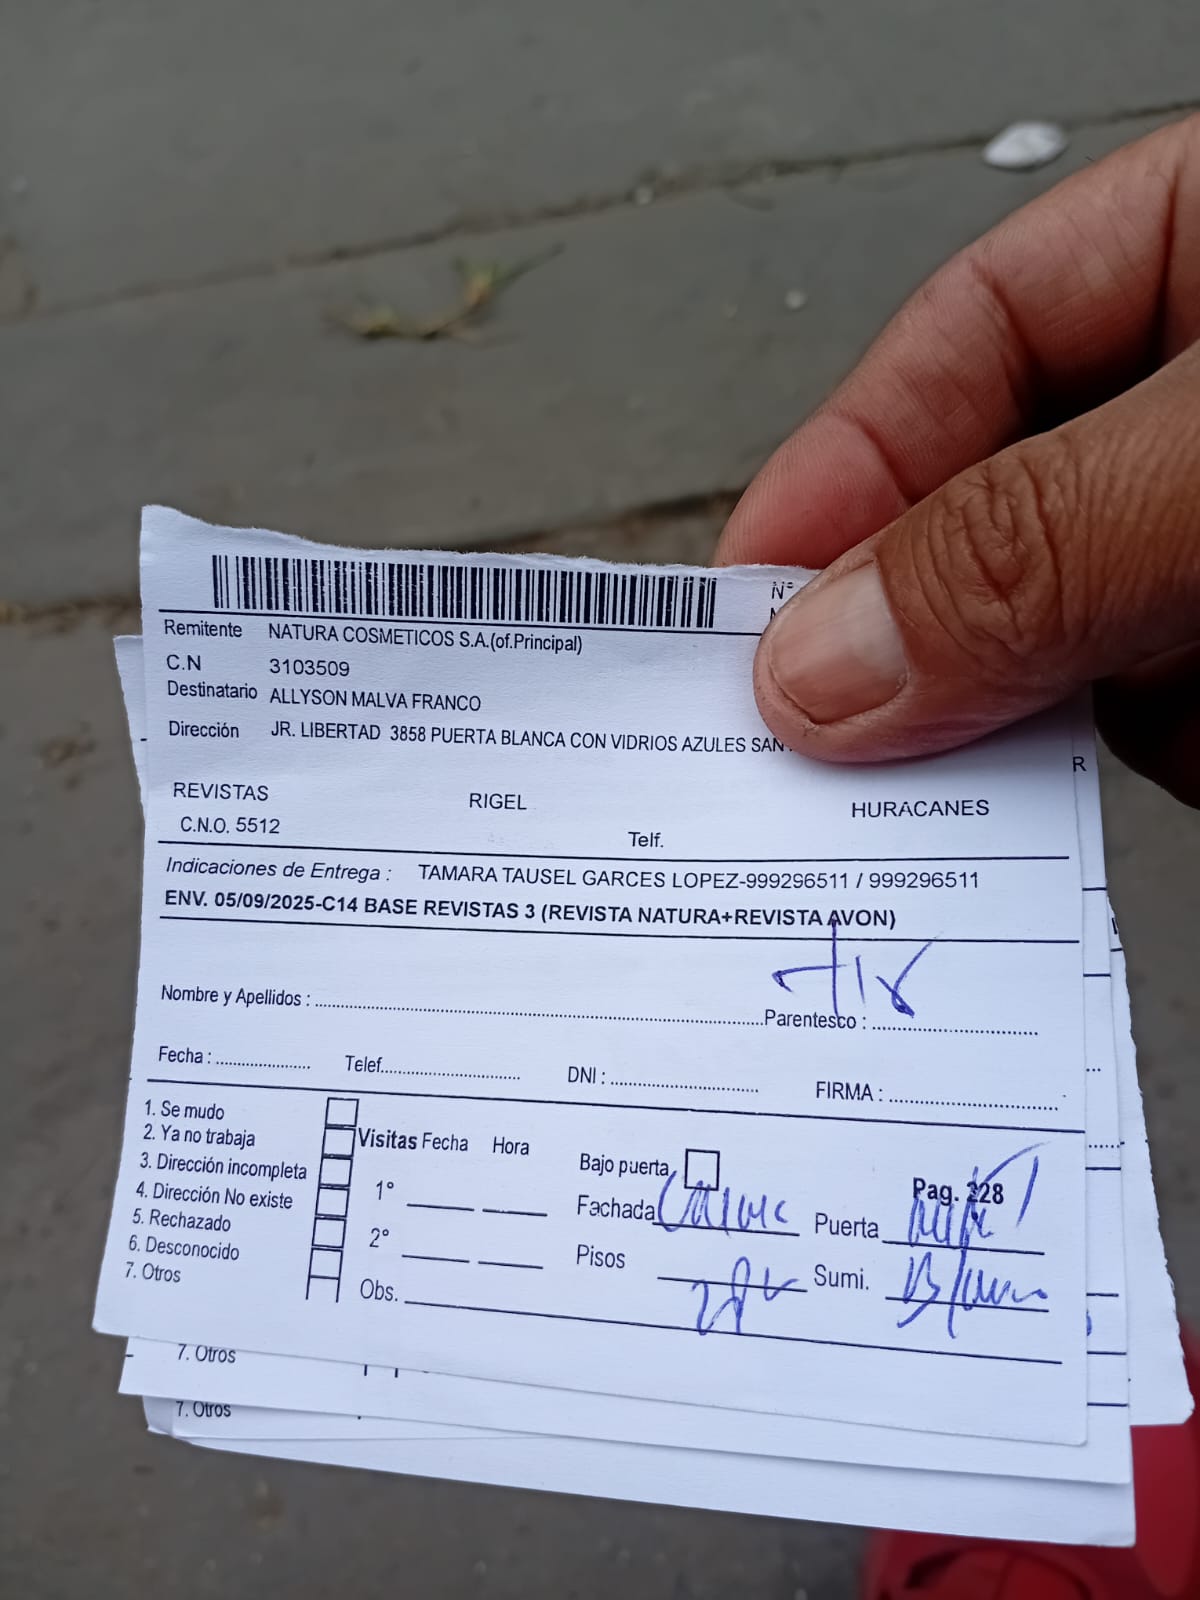 N°
Remitente NATURA COSMETICOS S.A.(of.Principal)
C.N 3103509
Destinatario ALLYSON MALVA FRANCO
Dirección JR. LIBERTAD 3858 PUERTA BLANCA CON VIDRIOS AZULES SAN
R
REVISTAS RIGEL HURACANES
C.N.O. 5512 Telf.
Indicaciones de Entrega : TAMARA TAUSEL GARCES LOPEZ-999296511 / 999296511
ENV. 05/09/2025-C14 BASE REVISTAS 3 (REVISTA NATURA+REVISTA AVON)
Nombre y Apellidos : Parentesco :
Fecha : Telef. DNI : FIRMA :
1. Se mudo
2. Ya no trabaja
3. Dirección incompleta
4. Dirección No existe
5. Rechazado
6. Desconocido
7. Otros
Visitas Fecha Hora
1°
2°
Obs.
Bajo puerta Pag. 228
Fachada Puerta
Pisos Sumi.
7. Otros
7. Otros